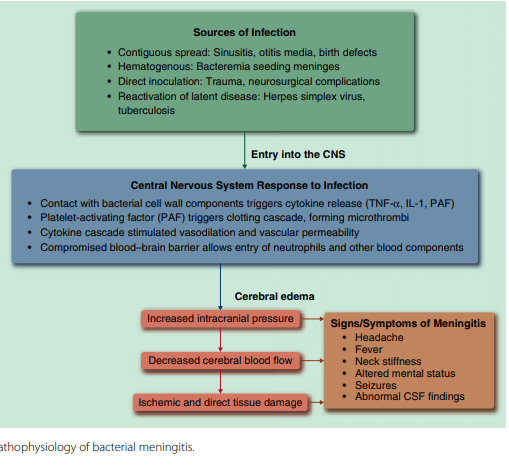 Sources of Infection
• Contiguous spread: Sinusitis, otitis media, birth defects
• Hematogenous: Bacteremia seeding meninges
• Direct inoculation: Trauma, neurosurgical complications
• Reactivation of latent disease: Herpes simplex virus,
tuberculosis
Entry into the CNS
Central Nervous System Response to Infection
• Contact with bacterial cell wall components triggers cytokine release (TNF-α, IL-1, PAF)
• Platelet-activating factor (PAF) triggers clotting cascade, forming microthrombi
• Cytokine cascade stimulated vasodilation and vascular permeability
• Compromised blood–brain barrier allows entry of neutrophils and other blood components
Cerebral edema
Increased intracranial pressure
Decreased cerebral blood flow
Ischemic and direct tissue damage
Signs/Symptoms of Meningitis
• Headache
• Fever
• Neck stiffness
• Altered mental status
• Seizures
• Abnormal CSF findings
athophysiology of bacterial meningitis.